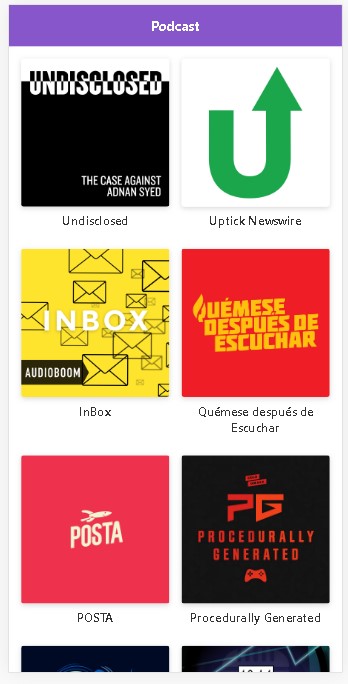 Podcast
UNDISCLOSED
THE CASE AGAINST
ADNAN SYED
Undisclosed
Uptick Newswire
INBOX
AUDIOBOOM
InBox
QUÉMESE
DESPUÉS DE
ESCUCHAR
Quémese después de
Escuchar
POSTA
POSTA
PG
PROCEDURALLY
GENERATED
Procedurally Generated